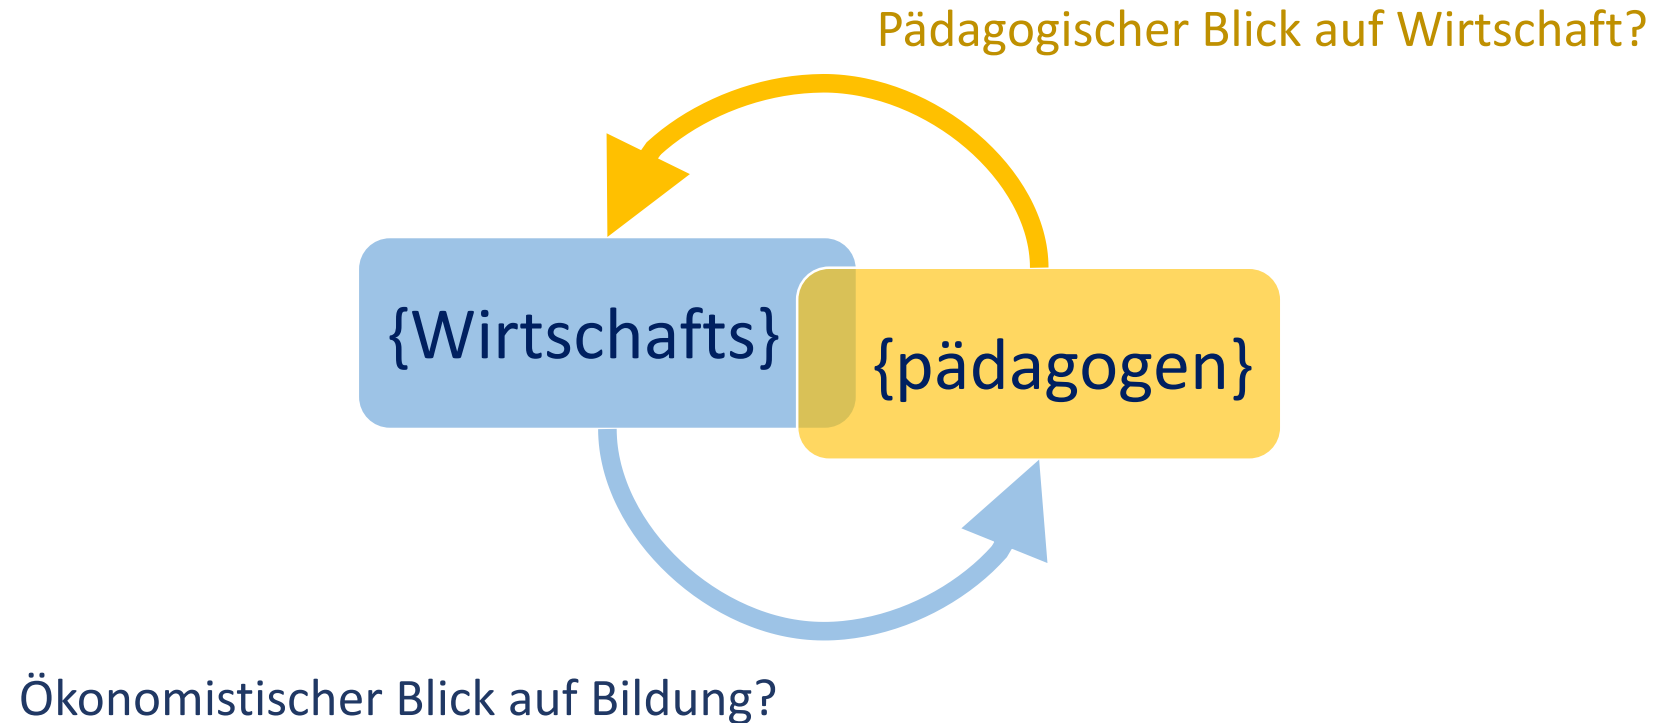 Pädagogischer Blick auf Wirtschaft?
{Wirtschafts}
{pädagogen}
Ökonomistischer Blick auf Bildung?